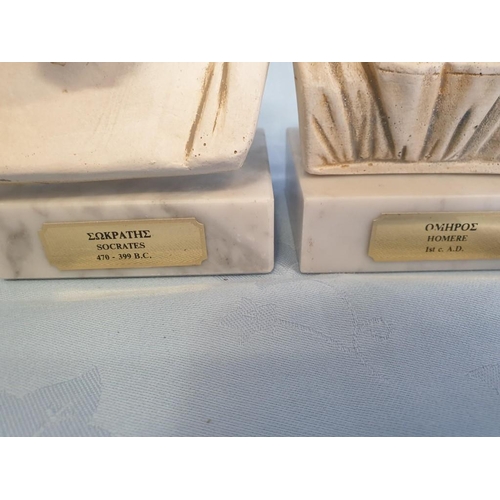 ΣΩΚΡΑΤΗΣ
SOCRATES
470 - 399 B.C.
ΟΜΗΡΟΣ
HOMERE
1st c. A.D.